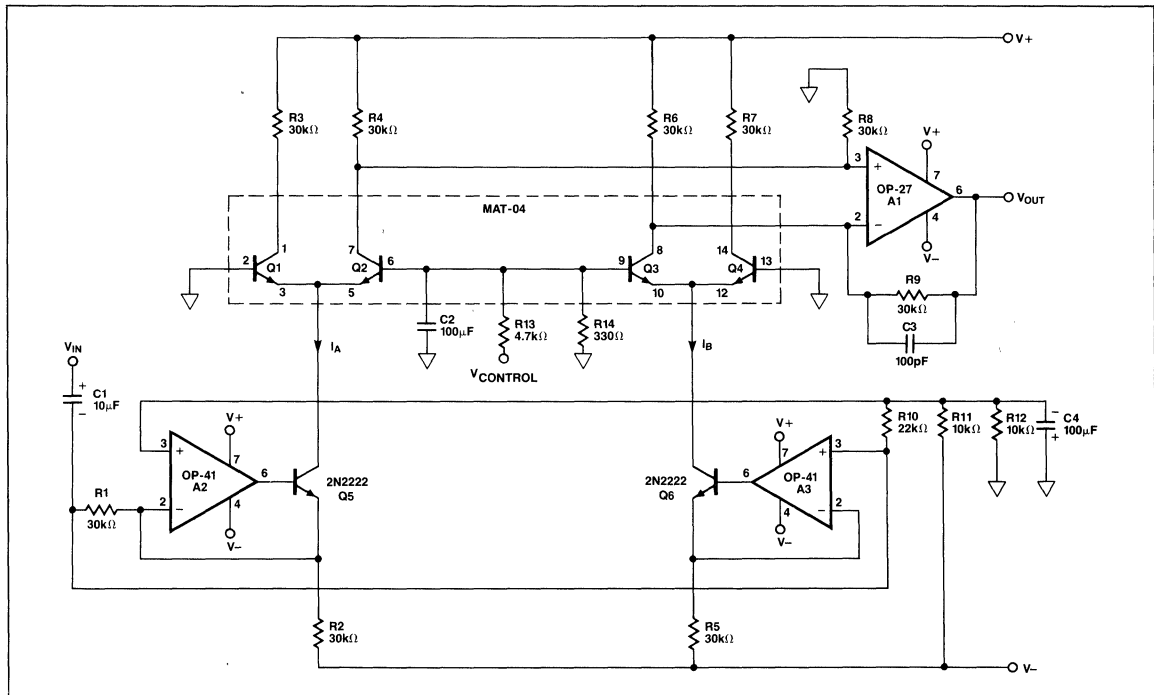 V+
R3
30kΩ
R4
30kΩ
R6
30kΩ
R7
30kΩ
R8
30kΩ
V+
3
+
7
OP-27
A1
6
VOUT
2
−
4
V−
MAT-04
1
2
Q1
3
7
Q2
6
5
8
9
Q3
10
14
Q4
13
12
R9
30kΩ
C3
100pF
C2
100μF
R13
4.7kΩ
VCONTROL
R14
330Ω
IA
IB
VIN
+
C1
10μF
−
V+
3
+
7
OP-41
A2
6
2
−
4
V−
R1
30kΩ
2N2222
Q5
2N2222
Q6
V+
7
3
+
OP-41
A3
6
2
−
4
V−
R10
22kΩ
R11
10kΩ
R12
10kΩ
−
C4
100μF
+
R2
30kΩ
R5
30kΩ
V−